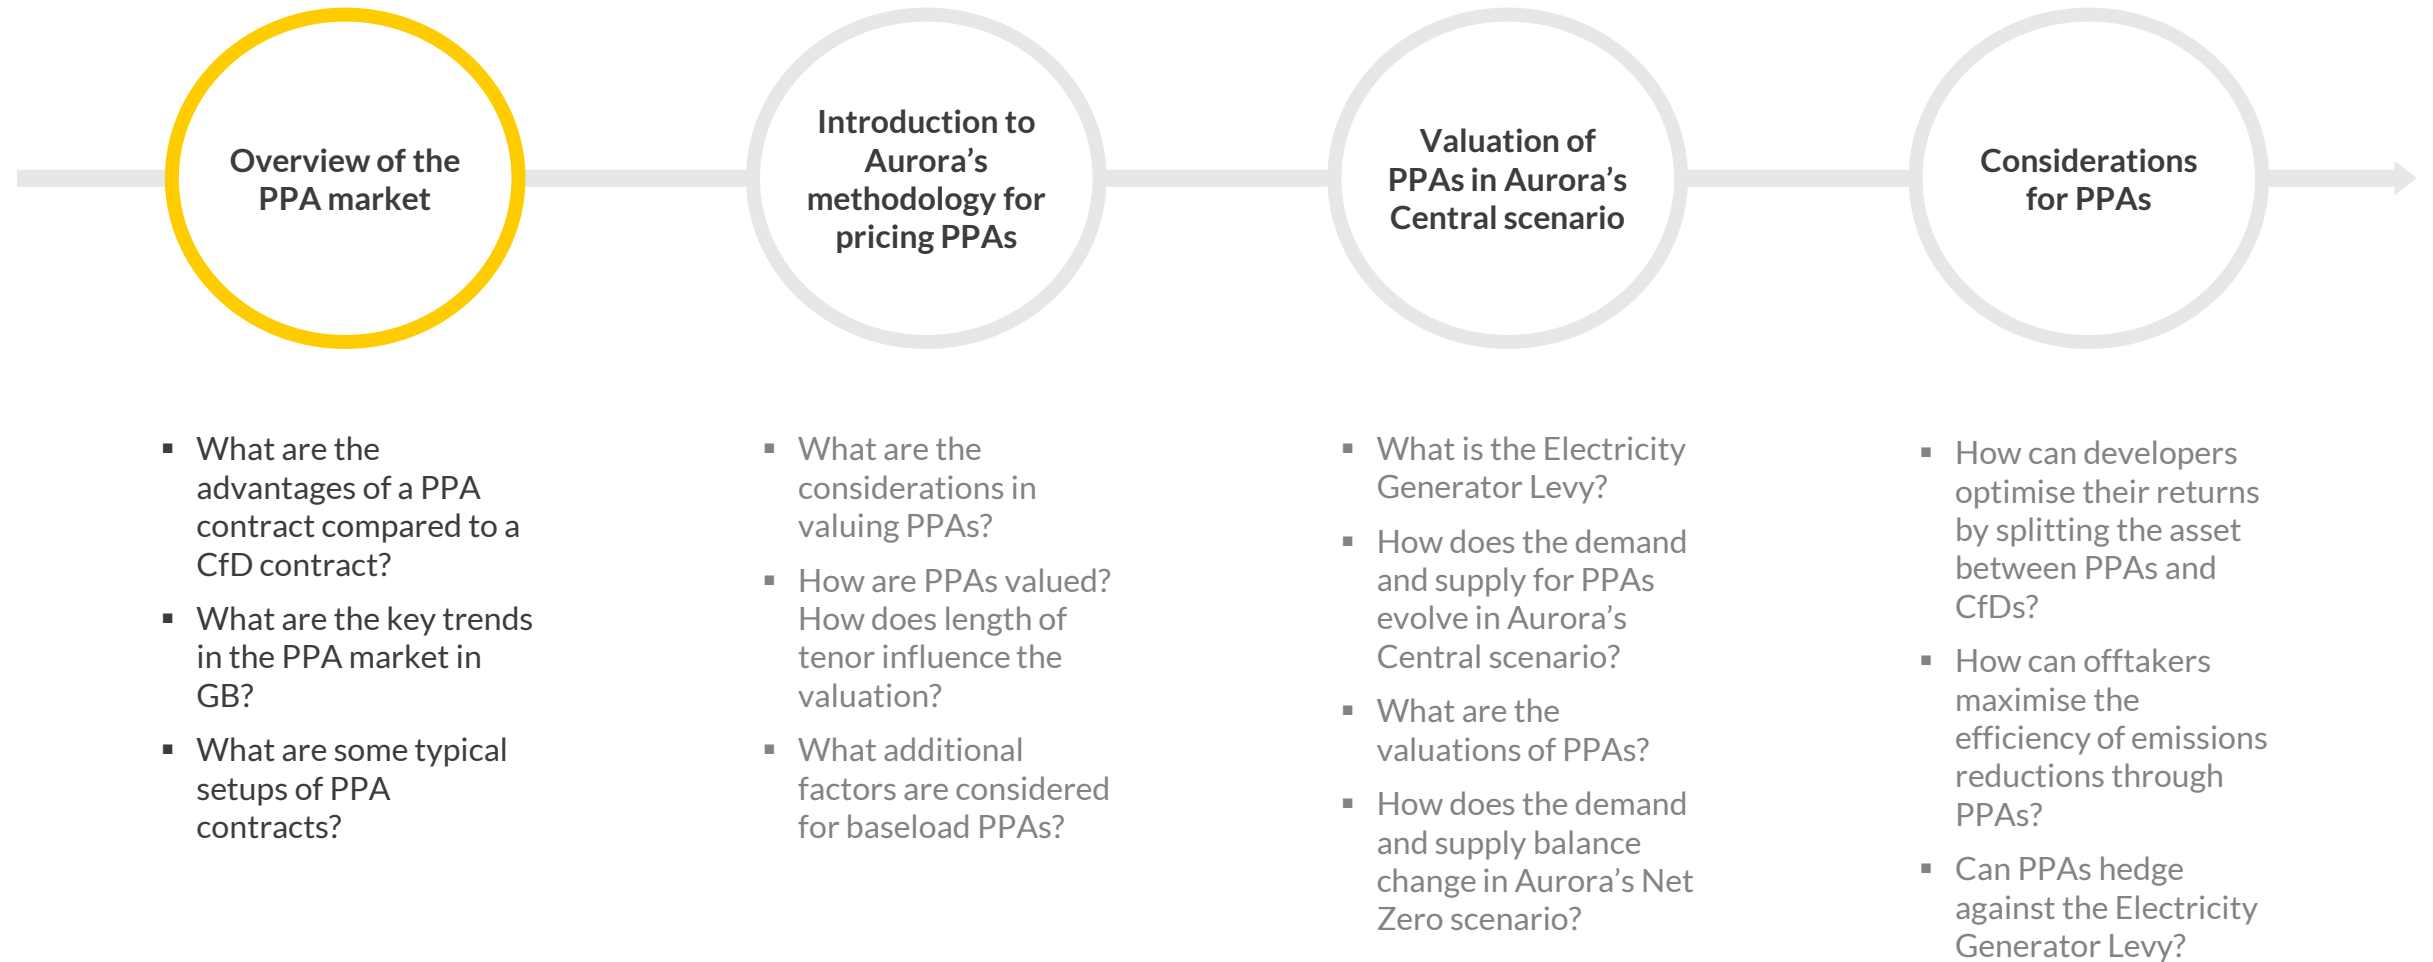 Overview of the
PPA market
Introduction to
Aurora’s
methodology for
pricing PPAs
Valuation of
PPAs in Aurora’s
Central scenario
Considerations
for PPAs
▪ What are the
advantages of a PPA
contract compared to a
CfD contract?
▪ What are the key trends
in the PPA market in
GB?
▪ What are some typical
setups of PPA
contracts?
▪ What are the
considerations in
valuing PPAs?
▪ How are PPAs valued?
How does length of
tenor influence the
valuation?
▪ What additional
factors are considered
for baseload PPAs?
▪ What is the Electricity
Generator Levy?
▪ How does the demand
and supply for PPAs
evolve in Aurora’s
Central scenario?
▪ What are the
valuations of PPAs?
▪ How does the demand
and supply balance
change in Aurora’s Net
Zero scenario?
▪ How can developers
optimise their returns
by splitting the asset
between PPAs and
CfDs?
▪ How can offtakers
maximise the
efficiency of emissions
reductions through
PPAs?
▪ Can PPAs hedge
against the Electricity
Generator Levy?